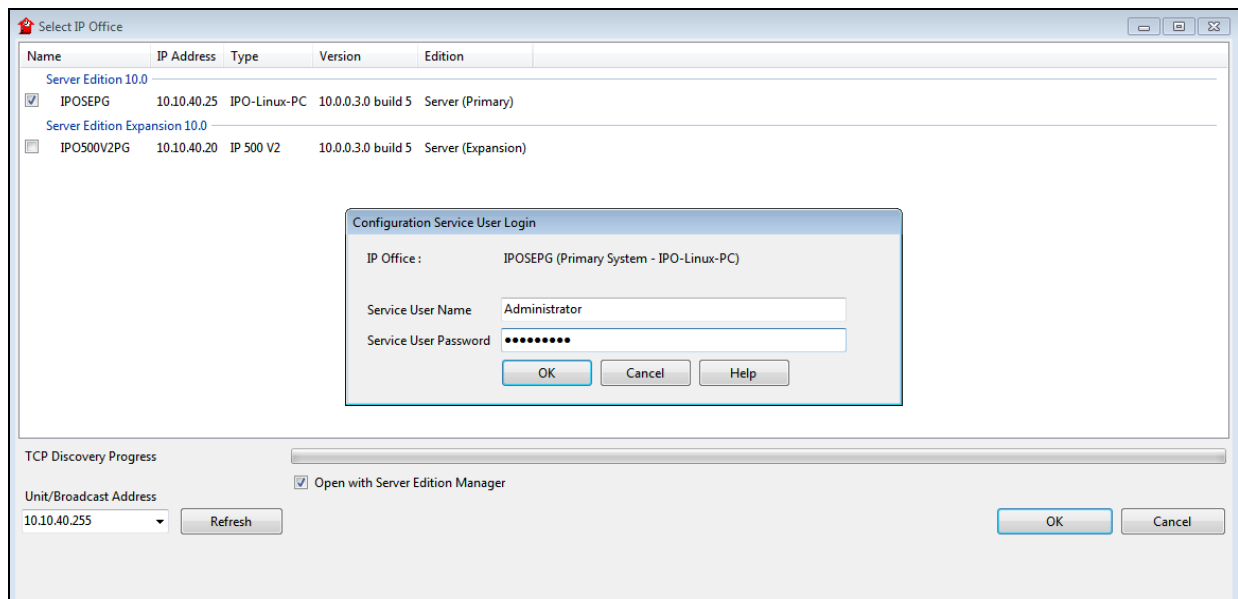 Select IP Office
Name IP Address Type Version Edition
Server Edition 10.0
IPOSEPG 10.10.40.25 IPO-Linux-PC 10.0.0.3.0 build 5 Server (Primary)
Server Edition Expansion 10.0
IPO500V2PG 10.10.40.20 IP 500 V2 10.0.0.3.0 build 5 Server (Expansion)
Configuration Service User Login
IP Office : IPOSEPG (Primary System - IPO-Linux-PC)
Service User Name Administrator
Service User Password •••••••••
OK Cancel Help
TCP Discovery Progress
Open with Server Edition Manager
Unit/Broadcast Address
10.10.40.255 Refresh OK Cancel